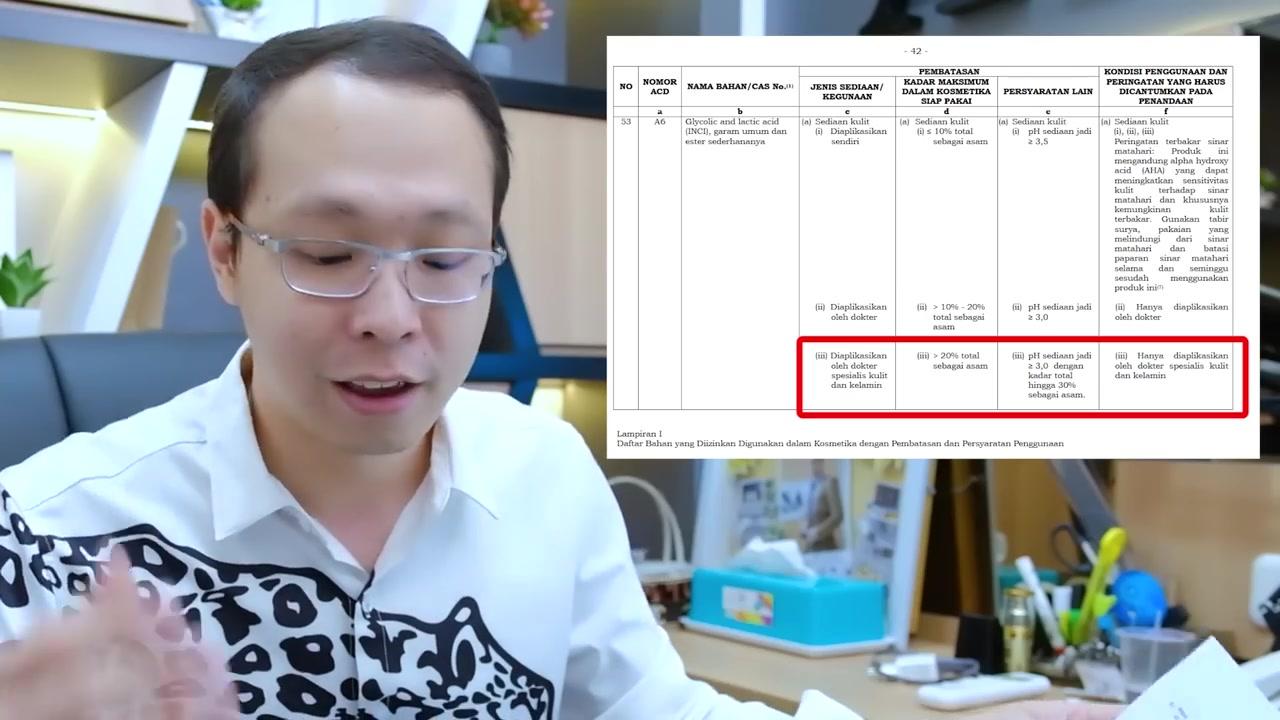 - 42 -
NO
NOMOR
ACD
NAMA BAHAN/CAS No.(1)
PEMBATASAN
JENIS SEDIAAN/
KEGUNAAN
KADAR MAKSIMUM
DALAM KOSMETIKA
SIAP PAKAI
PERSYARATAN LAIN
KONDISI PENGGUNAAN DAN
PERINGATAN YANG HARUS
DICANTUMKAN PADA
PENANDAAN
a
b
c
d
e
f
53
A6
Glycolic and lactic acid
(INCI), garam umum dan
ester sederhananya
(a) Sediaan kulit
(i) Diaplikasikan
sendiri
(a) Sediaan kulit
(i) ≤ 10% total
sebagai asam
(a) Sediaan kulit
(i) pH sediaan jadi
≥ 3,5
(a) Sediaan kulit
(i), (ii), (iii)
Peringatan terbakar sinar
matahari: Produk ini
mengandung alpha hydroxy
acid (AHA) yang dapat
meningkatkan sensitivitas
kulit terhadap sinar
matahari dan khususnya
kemungkinan kulit
terbakar. Gunakan tabir
surya, pakaian yang
melindungi dari sinar
matahari dan batasi
paparan sinar matahari
selama dan seminggu
sesudah menggunakan
produk ini(7)
(ii) Diaplikasikan
oleh dokter
(ii) > 10% - 20%
total sebagai
asam
(ii) pH sediaan jadi
≥ 3,0
(ii) Hanya diaplikasikan
oleh dokter
(iii) Diaplikasikan
oleh dokter
spesialis kulit
dan kelamin
(iii) > 20% total
sebagai asam
(iii) pH sediaan jadi
≥ 3,0 dengan
kadar total
hingga 30%
sebagai asam.
(iii) Hanya diaplikasikan
oleh dokter spesialis kulit
dan kelamin
Lampiran I
Daftar Bahan yang Diizinkan Digunakan dalam Kosmetika dengan Pembatasan dan Persyaratan Penggunaan